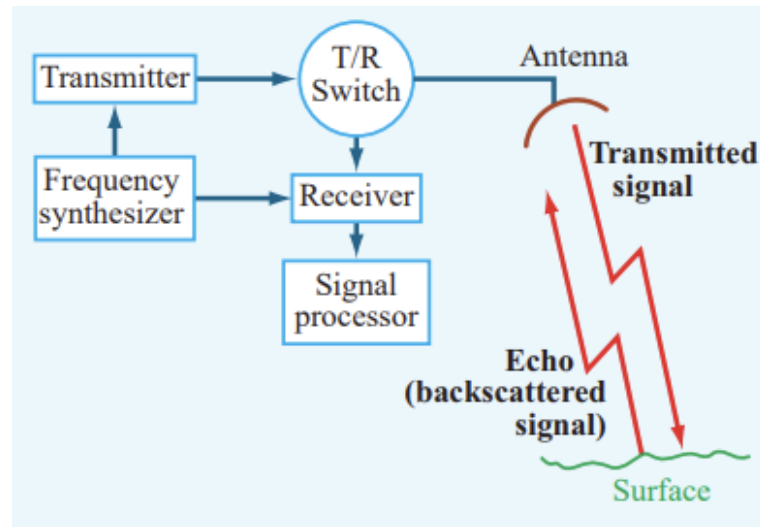 T/R
Switch
Antenna
Transmitter
Transmitted
signal
Frequency
synthesizer
Receiver
Signal
processor
Echo
(backscattered
signal)
Surface